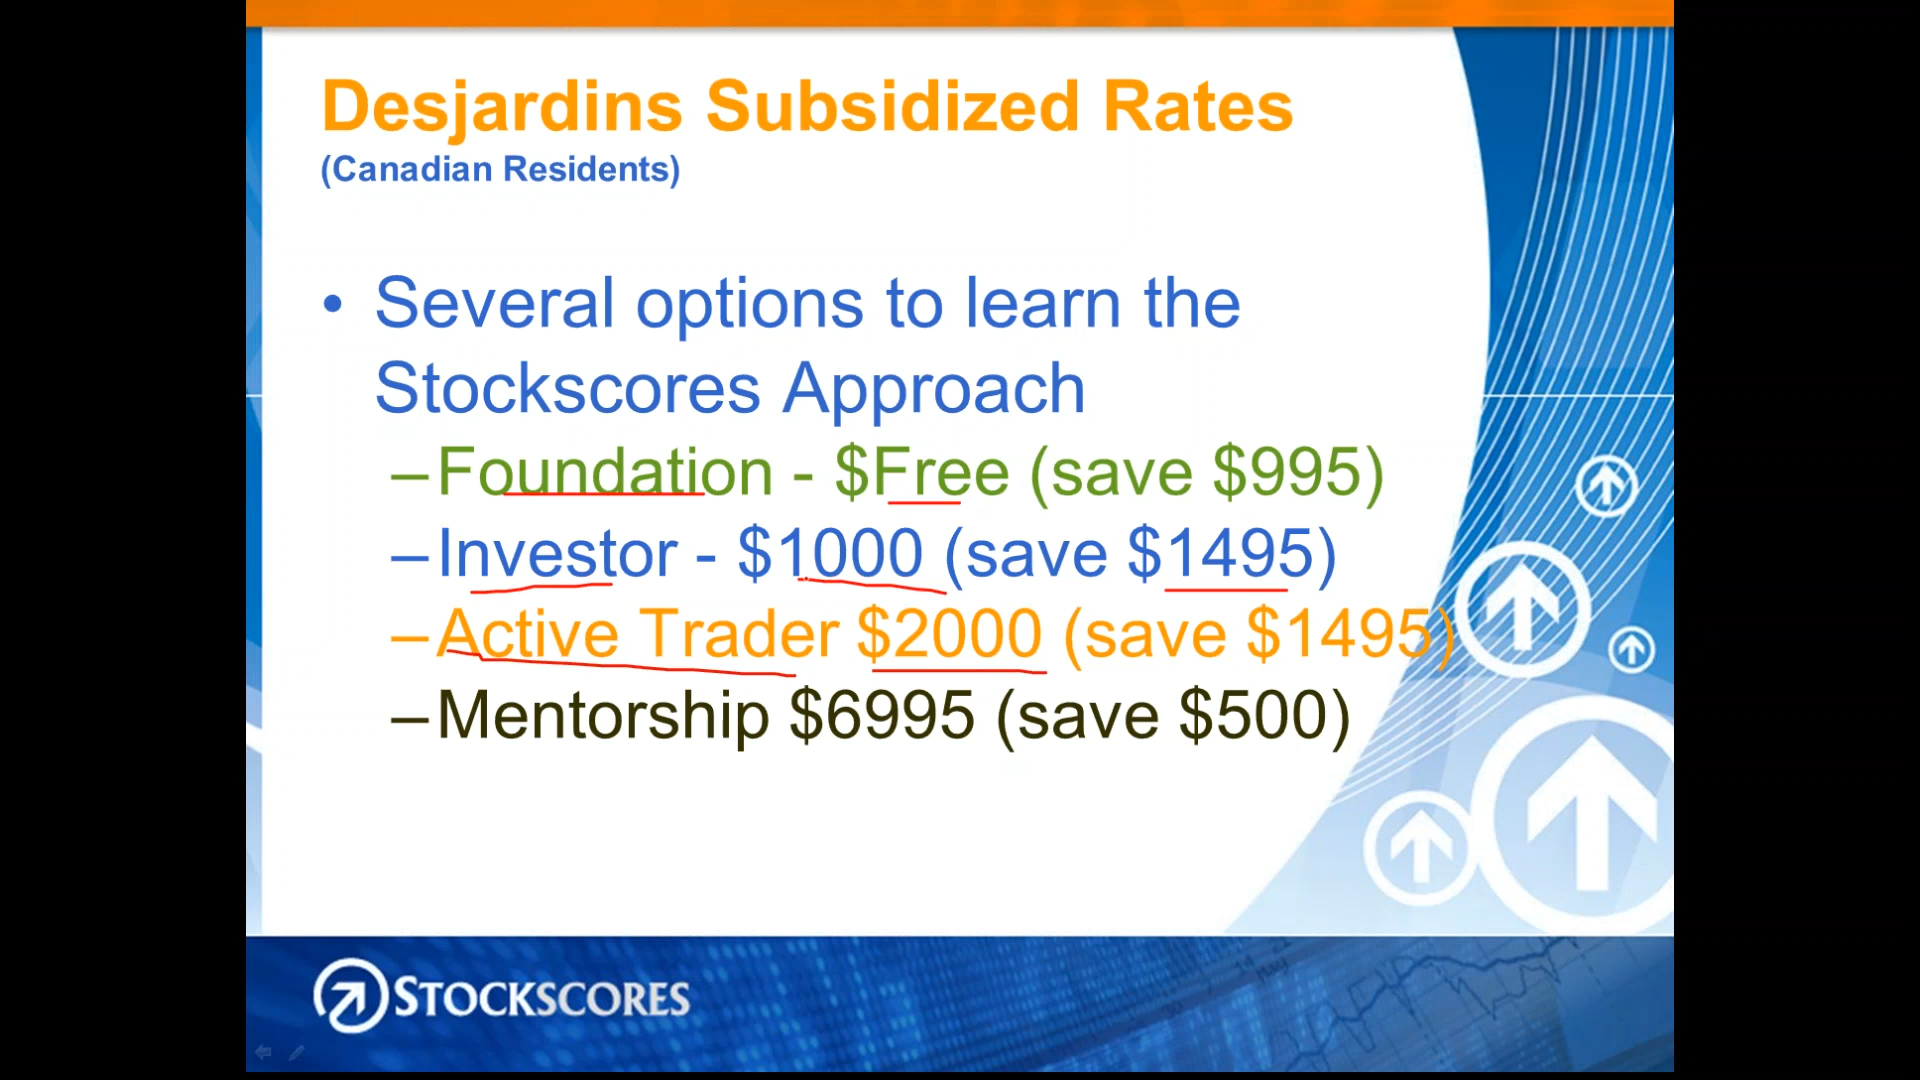 Desjardins Subsidized Rates
(Canadian Residents)
• Several options to learn the
Stockscores Approach
–Foundation - $Free (save $995)
–Investor - $1000 (save $1495)
–Active Trader $2000 (save $1495)
–Mentorship $6995 (save $500)
STOCKSCORES